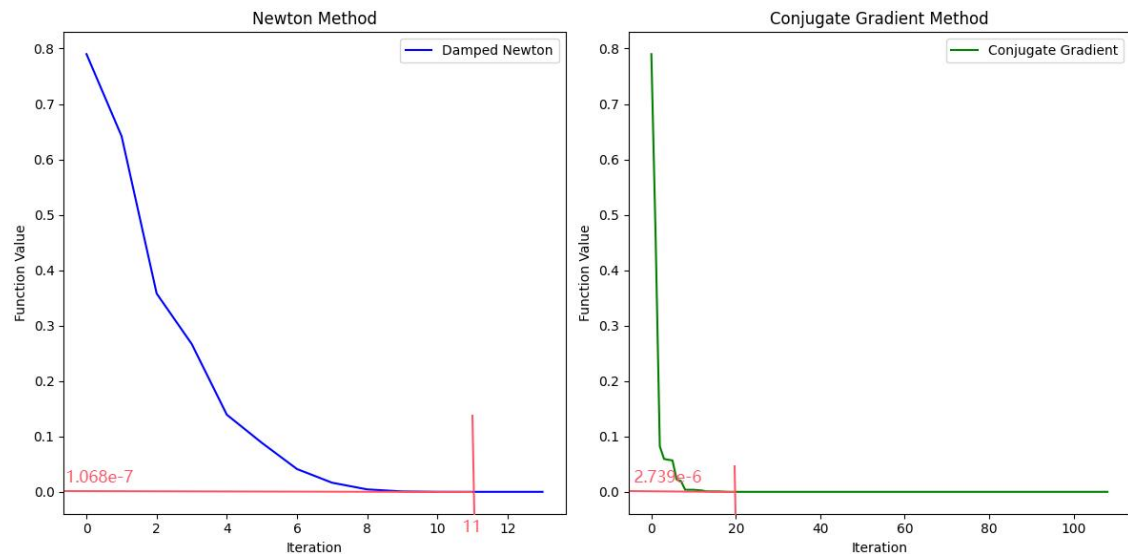 Newton Method
Damped Newton
Function Value
0.8
0.7
0.6
0.5
0.4
0.3
0.2
0.1
0.0
1.068e-7
11
0 2 4 6 8 10 12
Iteration
Conjugate Gradient Method
Conjugate Gradient
Function Value
0.8
0.7
0.6
0.5
0.4
0.3
0.2
0.1
0.0
2.739e-6
0 20 40 60 80 100
Iteration